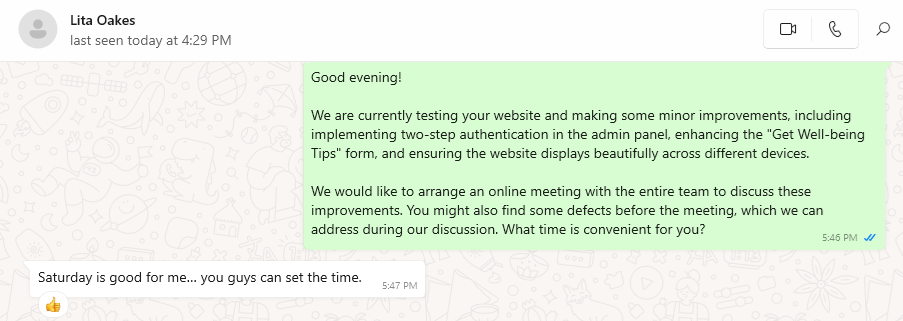 Lita Oakes
last seen today at 4:29 PM
Good evening!
We are currently testing your website and making some minor improvements, including
implementing two-step authentication in the admin panel, enhancing the "Get Well-being
Tips" form, and ensuring the website displays beautifully across different devices.
We would like to arrange an online meeting with the entire team to discuss these
improvements. You might also find some defects before the meeting, which we can
address during our discussion. What time is convenient for you?
5:46 PM
Saturday is good for me... you guys can set the time.
5:47 PM